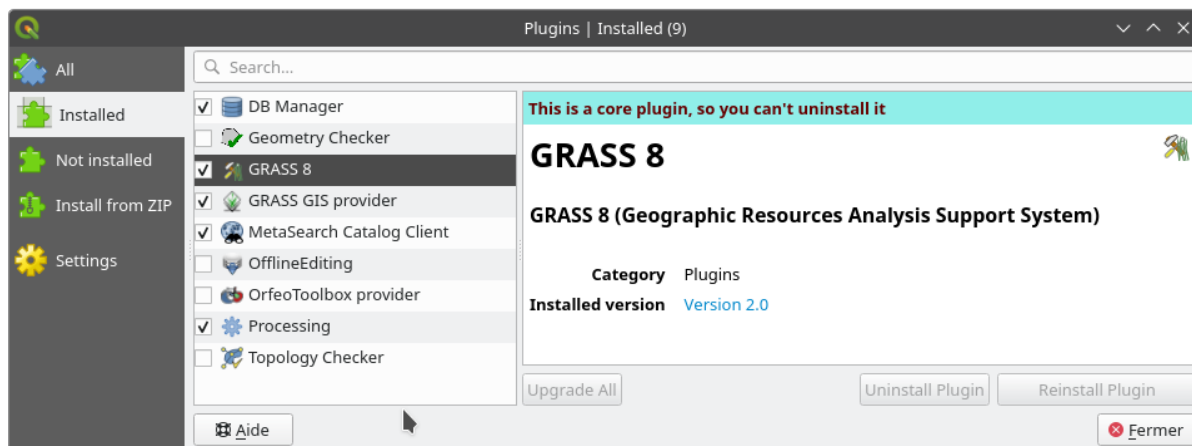 Plugins | Installed (9)
All
Installed
Not installed
Install from ZIP
Settings
Search...
DB Manager
Geometry Checker
GRASS 8
GRASS GIS provider
MetaSearch Catalog Client
OfflineEditing
OrfeoToolbox provider
Processing
Topology Checker
This is a core plugin, so you can't uninstall it
GRASS 8
GRASS 8 (Geographic Resources Analysis Support System)
Category Plugins
Installed version Version 2.0
Upgrade All Uninstall Plugin Reinstall Plugin
Aide Fermer